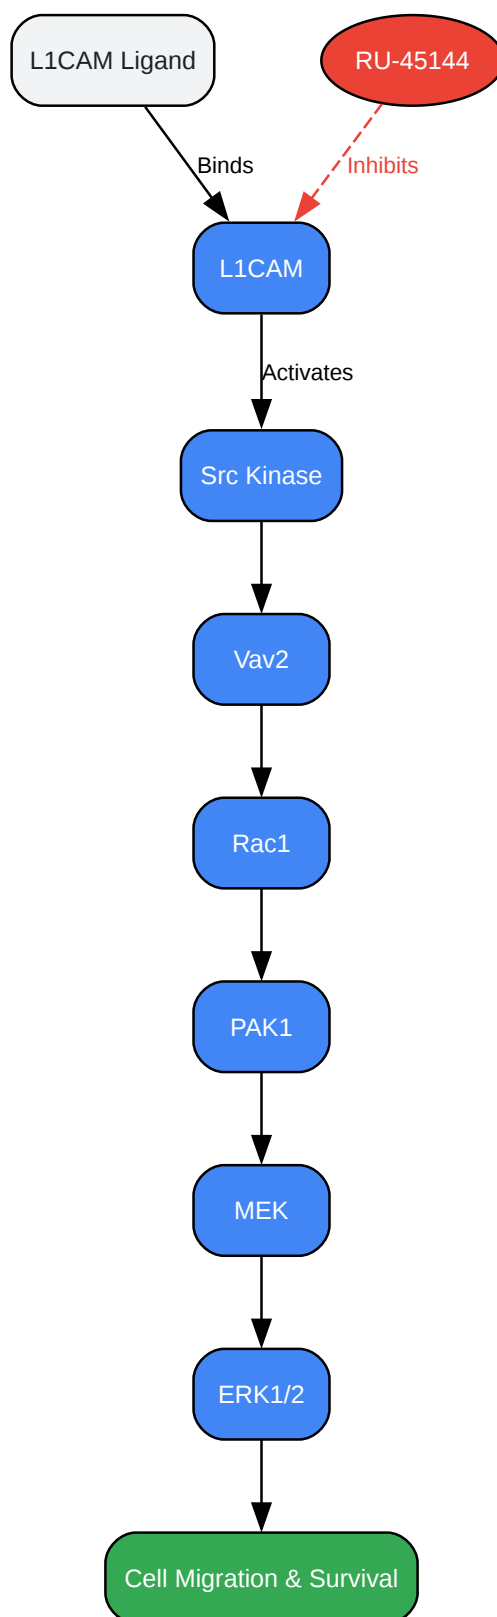 L1CAM Ligand
RU-45144
Binds
Inhibits
L1CAM
Activates
Src Kinase
Vav2
Rac1
PAK1
MEK
ERK1/2
Cell Migration & Survival